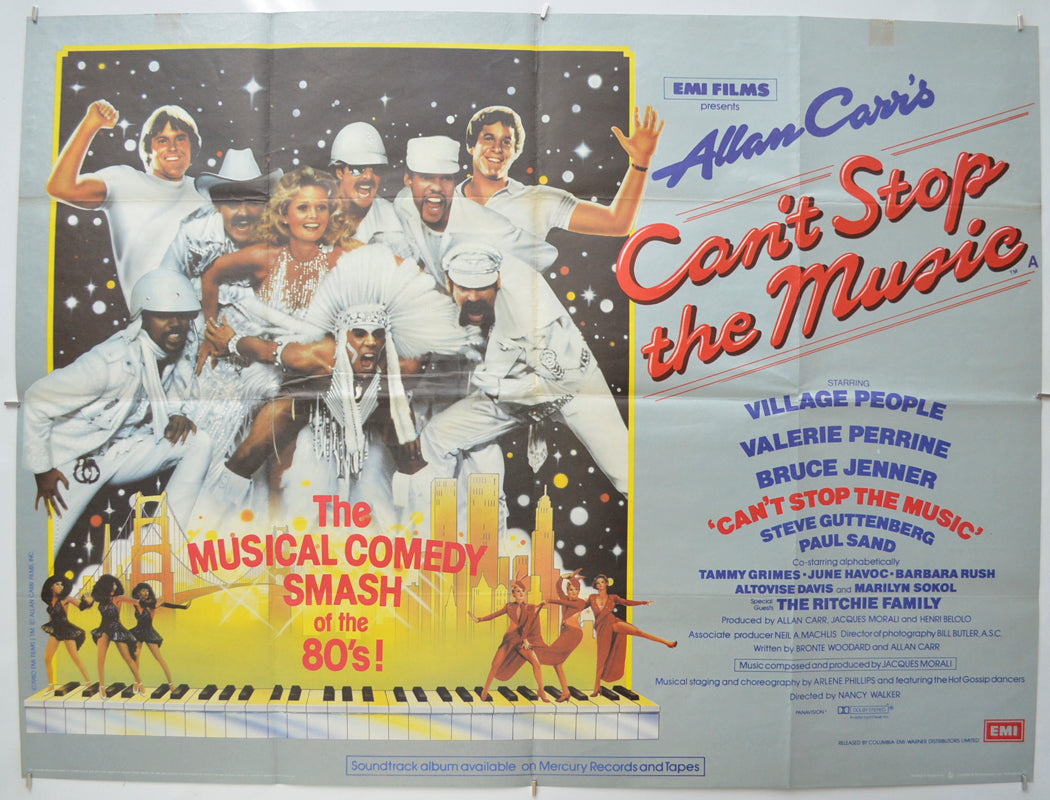 EMI FILMS
presents
Allan Carr's
Can't Stop
the Music
TM
A
STARRING
VILLAGE PEOPLE
VALERIE PERRINE
BRUCE JENNER
'CAN'T STOP THE MUSIC'
STEVE GUTTENBERG
PAUL SAND
Co-starring alphabetically
TAMMY GRIMES • JUNE HAVOC • BARBARA RUSH
ALTOVISE DAVIS and MARILYN SOKOL
Special Guests THE RITCHIE FAMILY
Produced by ALLAN CARR, JACQUES MORALI and HENRI BELOLO
Associate producer NEIL A. MACHLIS Director of photography BILL BUTLER, A.S.C.
Written by BRONTE WOODARD and ALLAN CARR
Music composed and produced by JACQUES MORALI
Musical staging and choreography by ARLENE PHILLIPS and featuring the Hot Gossip dancers
Directed by NANCY WALKER
PANAVISION®
DOLBY STEREO
RELEASED BY COLUMBIA-EMI-WARNER DISTRIBUTORS LIMITED
EMI
The
MUSICAL COMEDY
SMASH
of the
80's!
Soundtrack album available on Mercury Records and Tapes